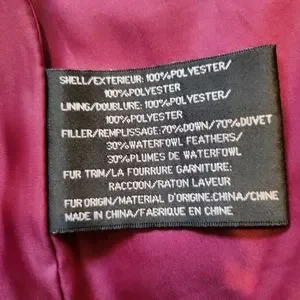 SHELL/EXTERIEUR: 100%POLYESTER/
100%POLYESTER
LINING/DOUBLURE: 100%POLYESTER/
100%POLYESTER
FILLER/REMPLISSAGE:70%DOWN/70%DUVET
30%WATERFOWL FEATHERS/
30%PLUMES DE WATERFOWL
FUR TRIM/LA FOURRURE GARNITURE:
RACCOON/RATON LAVEUR
FUR ORIGIN/MATERIAL D'ORIGINE:CHINA/CHINE
MADE IN CHINA/FABRIQUE EN CHINE